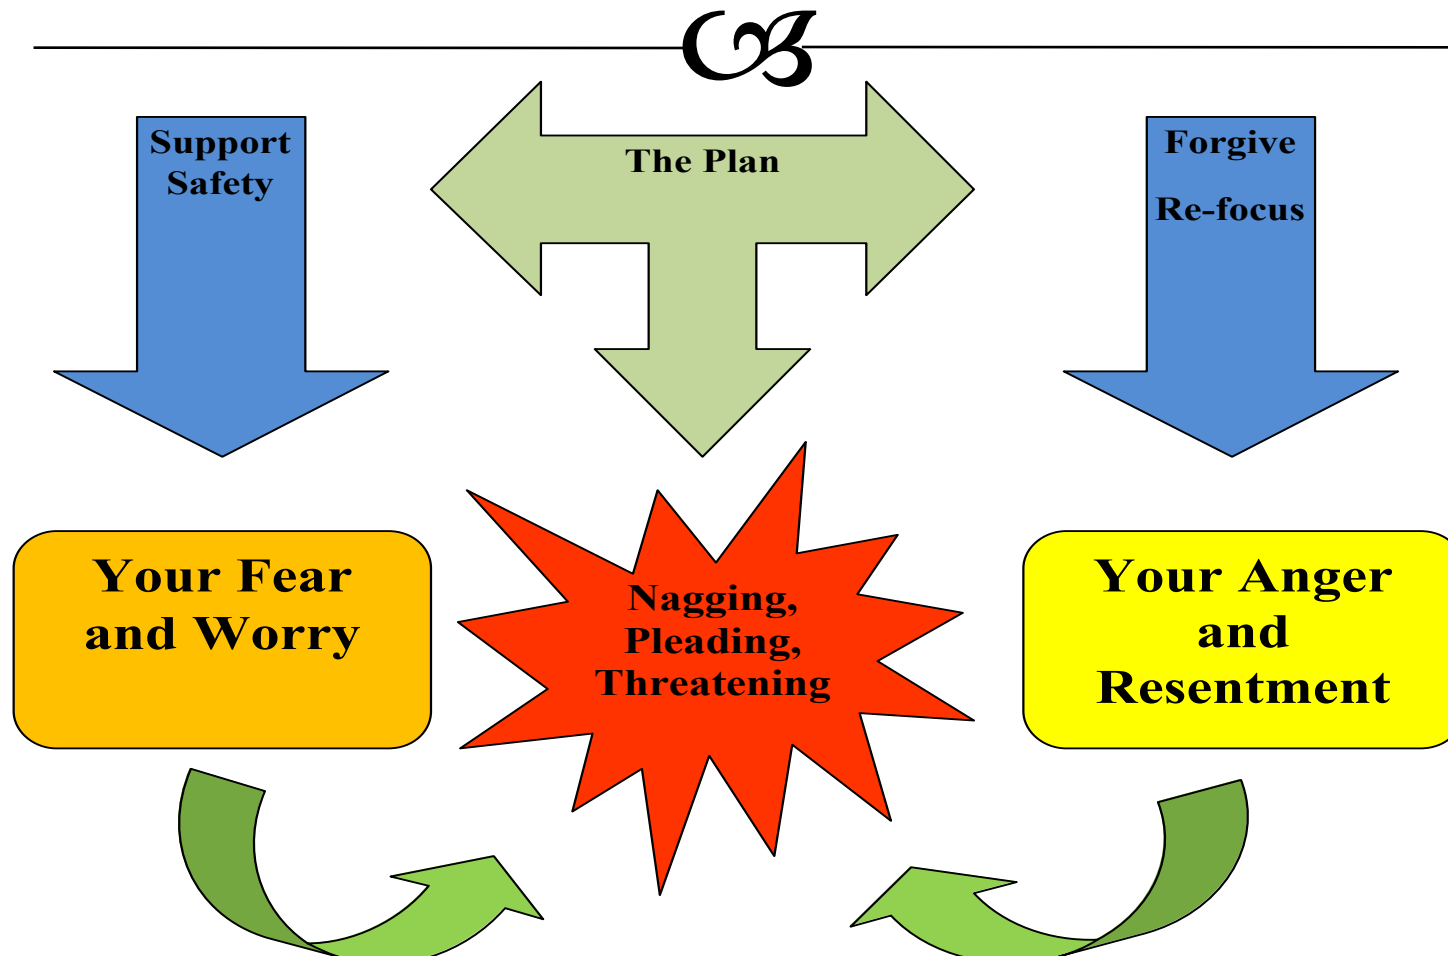 Support
Safety
The Plan
Forgive
Re-focus
Your Fear
and Worry
Nagging,
Pleading,
Threatening
Your Anger
and
Resentment